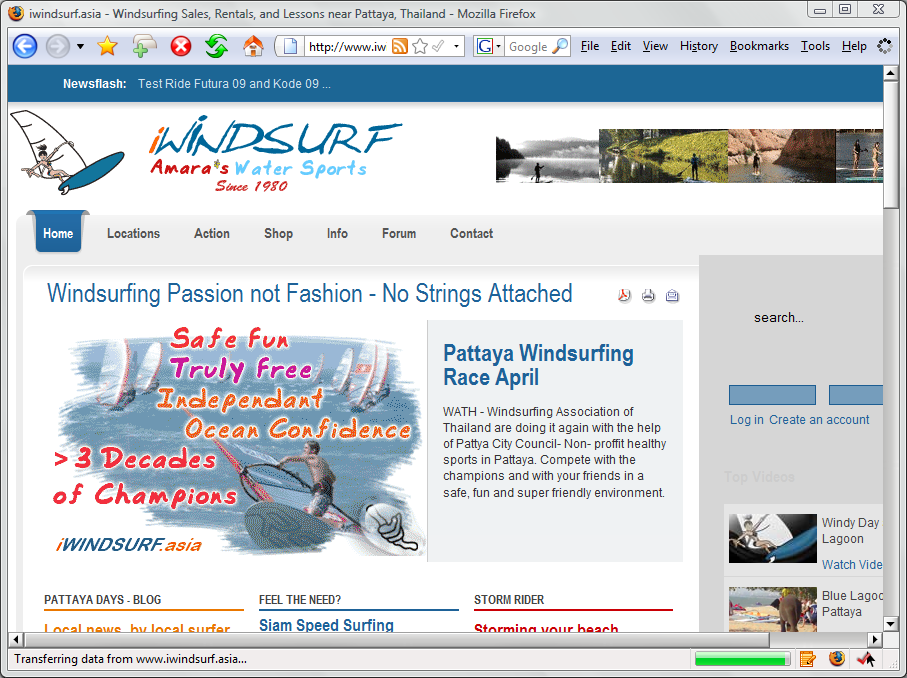 iwindsurf.asia - Windsurfing Sales, Rentals, and Lessons near Pattaya, Thailand - Mozilla Firefox
http://www.iw
G
Google
File Edit View History Bookmarks Tools Help
Newsflash: Test Ride Futura 09 and Kode 09 ...
iWINDSURF
Amara's Water Sports
Since 1980
Home Locations Action Shop Info Forum Contact
Windsurfing Passion not Fashion - No Strings Attached
search...
Safe Fun
Truly Free
Independant
Ocean Confidence
> 3 Decades
of Champions
iWINDSURF.asia
Pattaya Windsurfing
Race April
WATH - Windsurfing Association of
Thailand are doing it again with the help
of Pattya City Council- Non- proffit healthy
sports in Pattaya. Compete with the
champions and with your friends in a
safe, fun and super friendly environment.
Log in Create an account
Top Videos
Windy Day
Lagoon
Watch Vide
Blue Lagoo
Pattaya
PATTAYA DAYS - BLOG
Local news, by local surfer
FEEL THE NEED?
Siam Speed Surfing
STORM RIDER
Storming your beach
Transferring data from www.iwindsurf.asia...